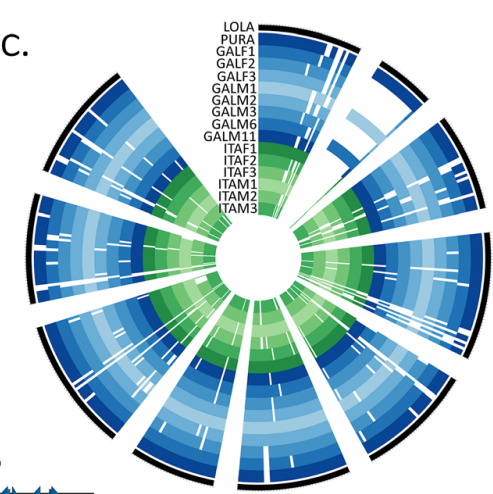 C.
LOLA
PURA
GALF1
GALF2
GALF3
GALM1
GALM2
GALM3
GALM6
GALM11
ITAF1
ITAF2
ITAF3
ITAM1
ITAM2
ITAM3